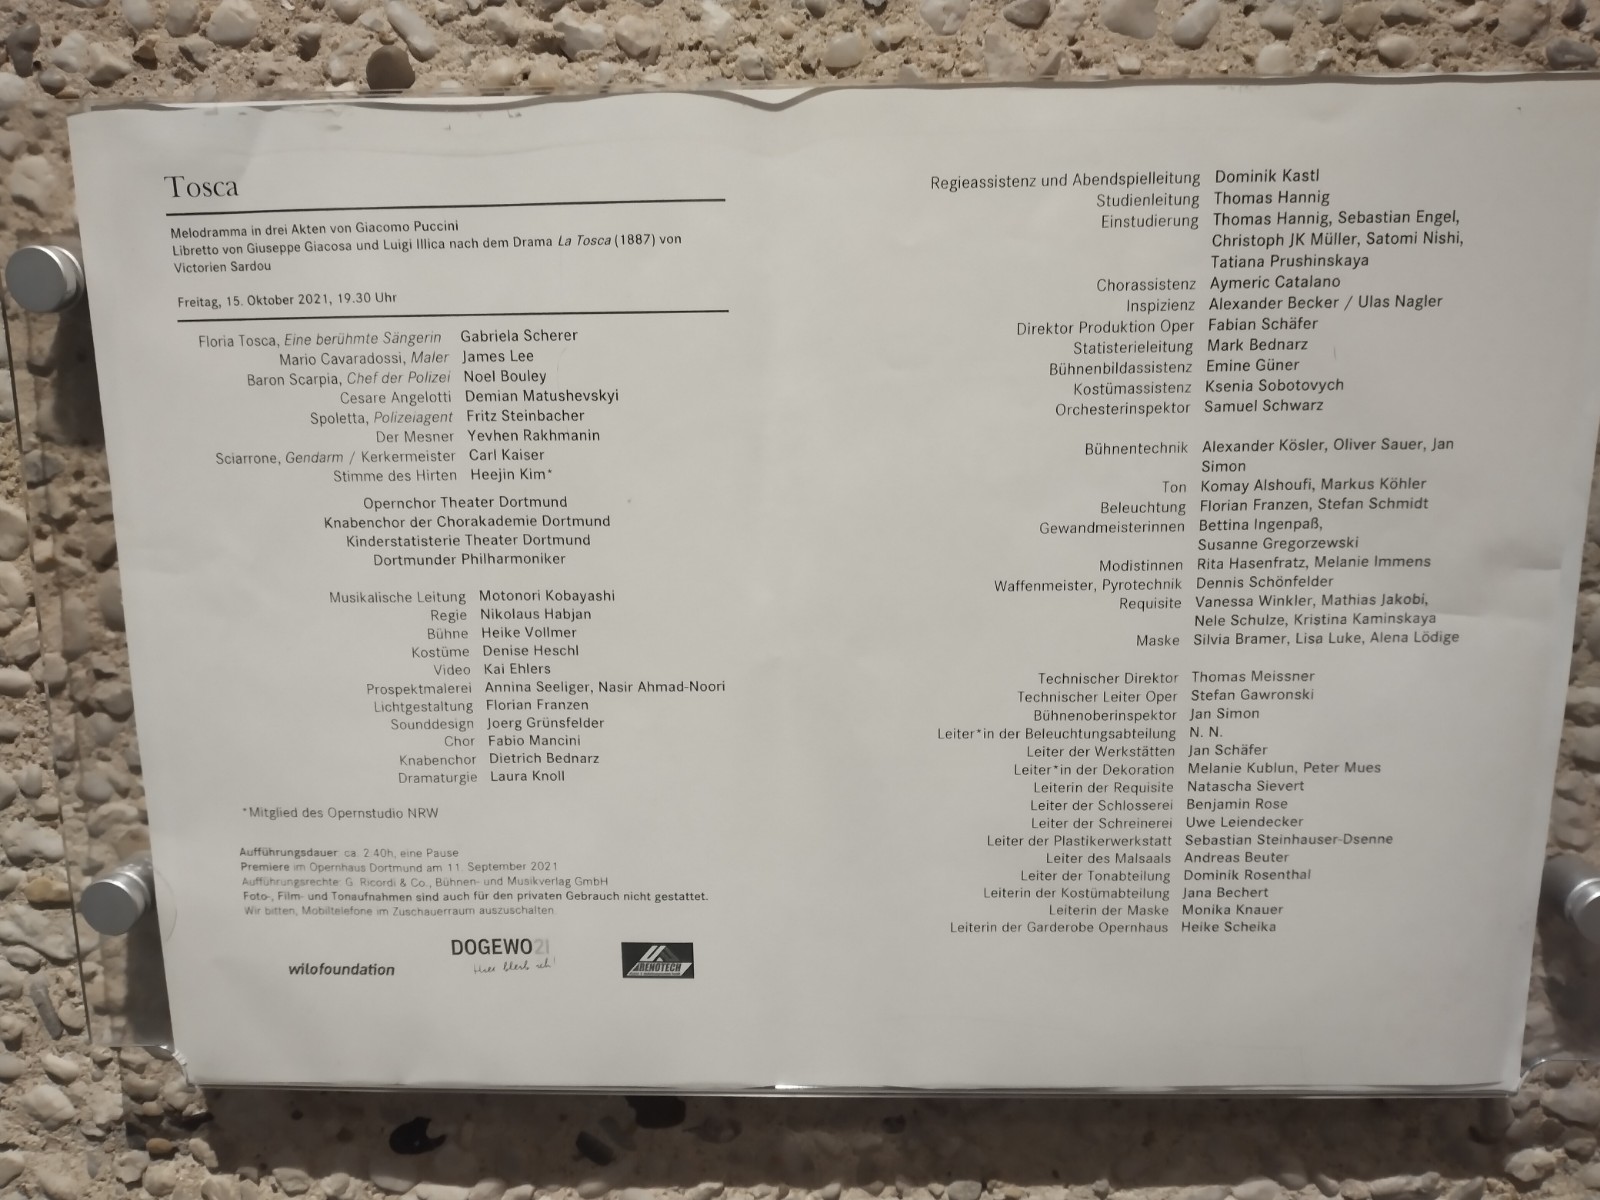 Tosca
Melodramma in drei Akten von Giacomo Puccini
Libretto von Giuseppe Giacosa und Luigi Illica nach dem Drama La Tosca (1887) von
Victorien Sardou
Freitag, 15. Oktober 2021, 19.30 Uhr
Floria Tosca, Eine berühmte Sängerin Gabriela Scherer
Mario Cavaradossi, Maler James Lee
Baron Scarpia, Chef der Polizei Noel Bouley
Cesare Angelotti Demian Matushevskyi
Spoletta, Polizeiagent Fritz Steinbacher
Der Mesner Yevhen Rakhmanin
Sciarrone, Gendarm / Kerkermeister Carl Kaiser
Stimme des Hirten Heejin Kim*
Opernchor Theater Dortmund
Knabenchor der Chorakademie Dortmund
Kinderstatisterie Theater Dortmund
Dortmunder Philharmoniker
Musikalische Leitung Motonori Kobayashi
Regie Nikolaus Habjan
Bühne Heike Vollmer
Kostüme Denise Heschl
Video Kai Ehlers
Prospektmalerei Annina Seeliger, Nasir Ahmad-Noori
Lichtgestaltung Florian Franzen
Sounddesign Joerg Grünsfelder
Chor Fabio Mancini
Knabenchor Dietrich Bednarz
Dramaturgie Laura Knoll
*Mitglied des Opernstudio NRW
Aufführungsdauer ca. 2:40h, eine Pause
Premiere im Opernhaus Dortmund am 11. September 2021
Aufführungsrechte: G. Ricordi & Co., Bühnen- und Musikverlag GmbH
Foto-, Film- und Tonaufnahmen sind auch für den privaten Gebrauch nicht gestattet.
Wir bitten, Mobiltelefone im Zuschauerraum auszuschalten.
wilofoundation
DOGEWO21
Hier bleib ich!
ARENOTECH
Regieassistenz und Abendspielleitung Dominik Kastl
Studienleitung Thomas Hannig
Einstudierung Thomas Hannig, Sebastian Engel,
Christoph JK Müller, Satomi Nishi,
Tatiana Prushinskaya
Chorassistenz Aymeric Catalano
Inspizienz Alexander Becker / Ulas Nagler
Direktor Produktion Oper Fabian Schäfer
Statisterieleitung Mark Bednarz
Bühnenbildassistenz Emine Güner
Kostümassistenz Ksenia Sobotovych
Orchesterinspektor Samuel Schwarz
Bühnentechnik Alexander Kösler, Oliver Sauer, Jan
Simon
Ton Komay Alshoufi, Markus Köhler
Beleuchtung Florian Franzen, Stefan Schmidt
Gewandmeisterinnen Bettina Ingenpaß,
Susanne Gregorzewski
Modistinnen Rita Hasenfratz, Melanie Immens
Waffenmeister, Pyrotechnik Dennis Schönfelder
Requisite Vanessa Winkler, Mathias Jakobi,
Nele Schulze, Kristina Kaminskaya
Maske Silvia Bramer, Lisa Luke, Alena Lödige
Technischer Direktor Thomas Meissner
Technischer Leiter Oper Stefan Gawronski
Bühnenoberinspektor Jan Simon
Leiter*in der Beleuchtungsabteilung N. N.
Leiter der Werkstätten Jan Schäfer
Leiter*in der Dekoration Melanie Kublun, Peter Mues
Leiterin der Requisite Natascha Sievert
Leiter der Schlosserei Benjamin Rose
Leiter der Schreinerei Uwe Leiendecker
Leiter der Plastikerwerkstatt Sebastian Steinhauser-Dsenne
Leiter des Malsaals Andreas Beuter
Leiter der Tonabteilung Dominik Rosenthal
Leiterin der Kostümabteilung Jana Bechert
Leiterin der Maske Monika Knauer
Leiterin der Garderobe Opernhaus Heike Scheika